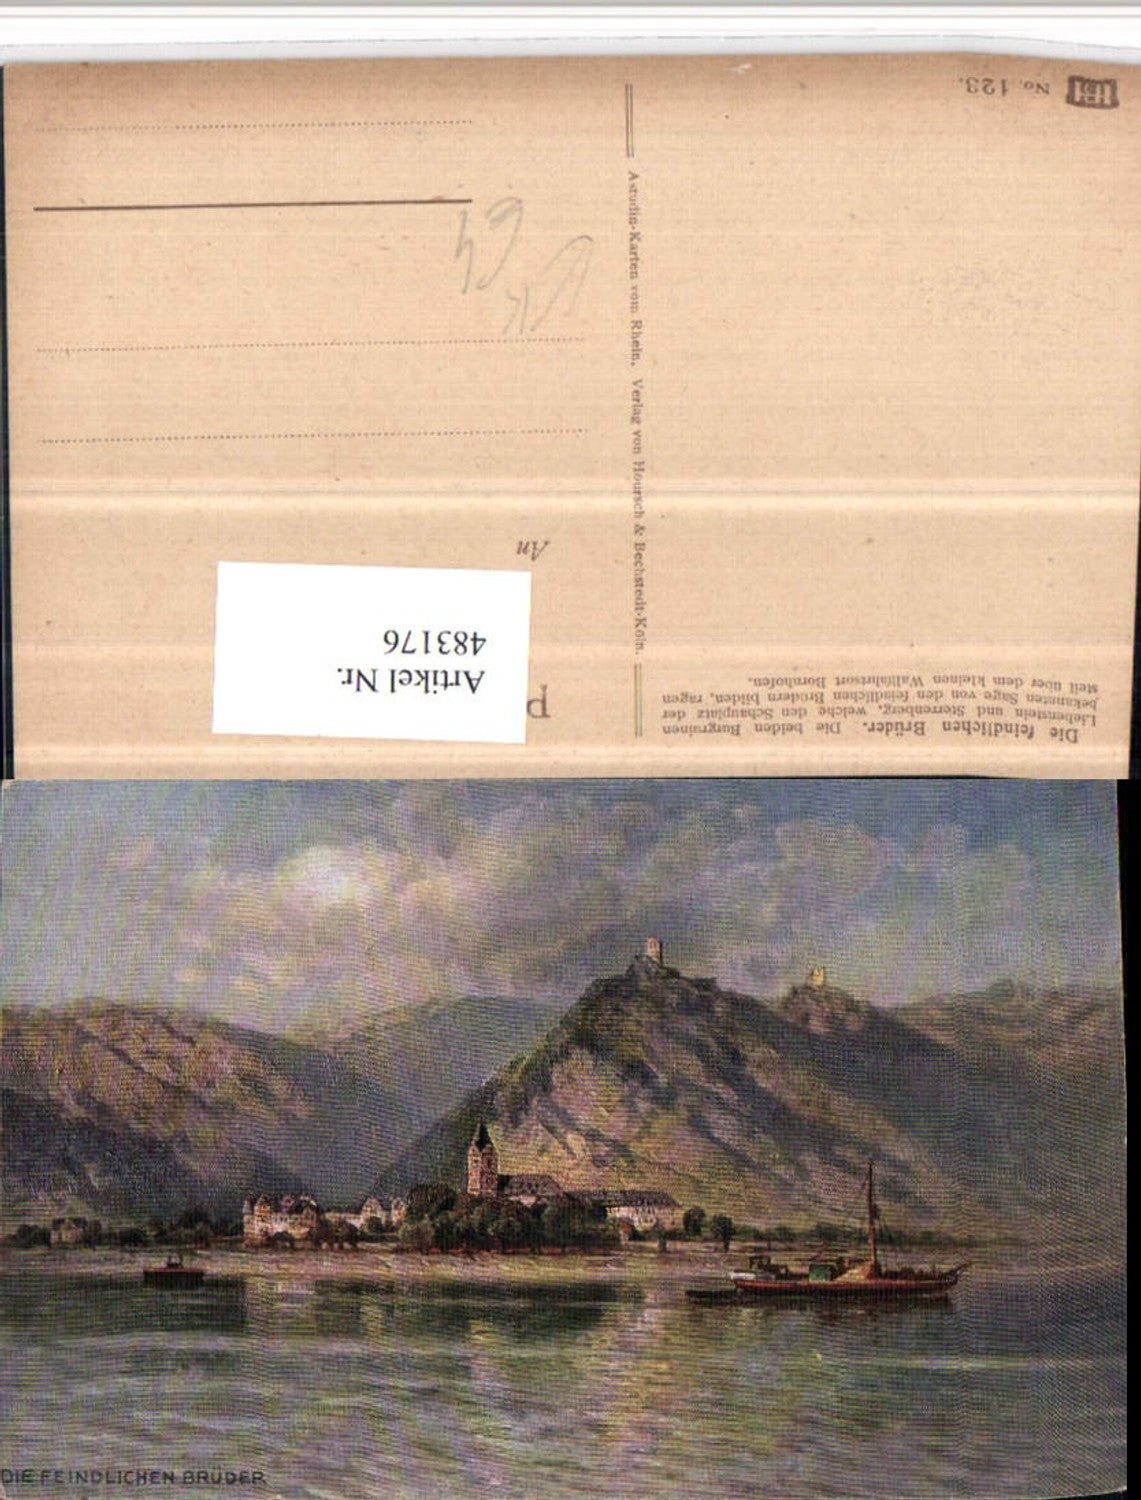 Die feindlichen Brüder. Die beiden Burgruinen
Liebenstein und Sterrenberg, welche den Schauplatz der
bekannten Sage von den feindlichen Brüdern bilden, ragen
steil über dem kleinen Wallfahrtsort Bornhofen.
Astudin-Karten vom Rhein. Verlag von Hoursch & Bechstedt-Köln.
No. 123.
P
Artikel Nr.
483176
An
64
DIE FEINDLICHEN BRÜDER